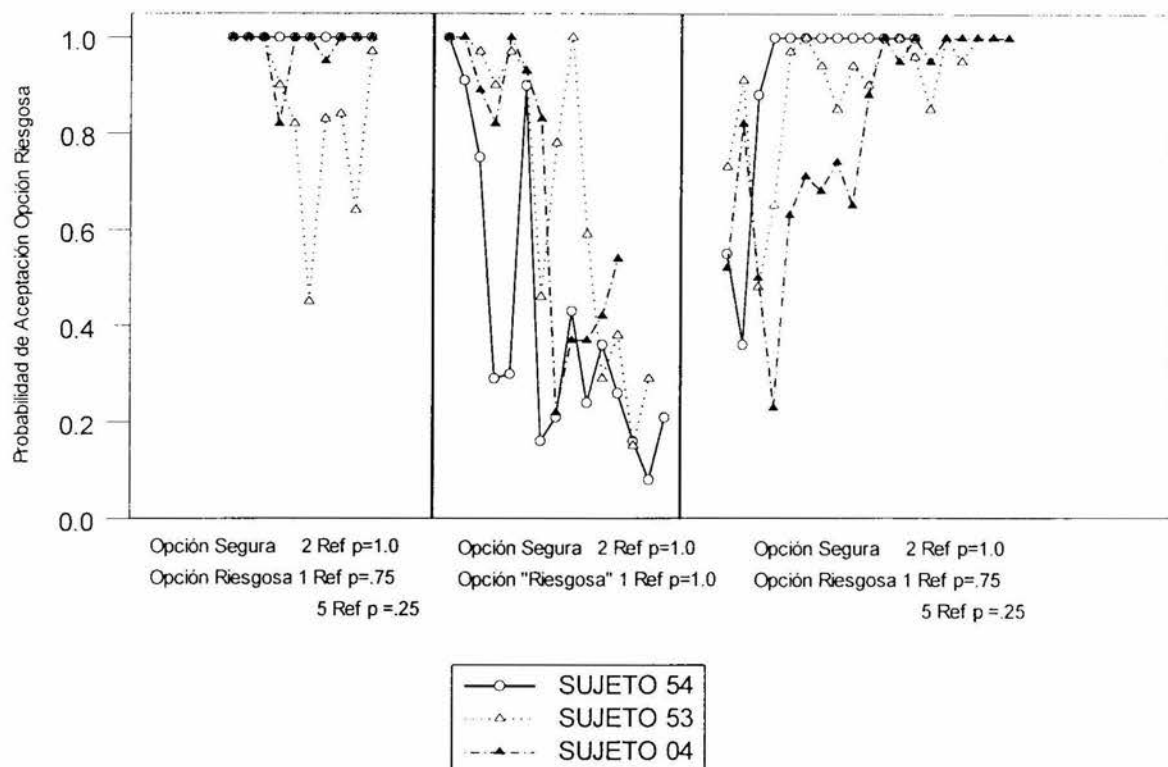 Probabilidad de Aceptación Opción Riesgosa
1.0
0.8
0.6
0.4
0.2
0.0
Opción Segura 2 Ref p=1.0
Opción Riesgosa 1 Ref p=.75
5 Ref p =.25
Opción Segura 2 Ref p=1.0
Opción "Riesgosa" 1 Ref p=1.0
Opción Segura 2 Ref p=1.0
Opción Riesgosa 1 Ref p=.75
5 Ref p =.25
SUJETO 54
SUJETO 53
SUJETO 04